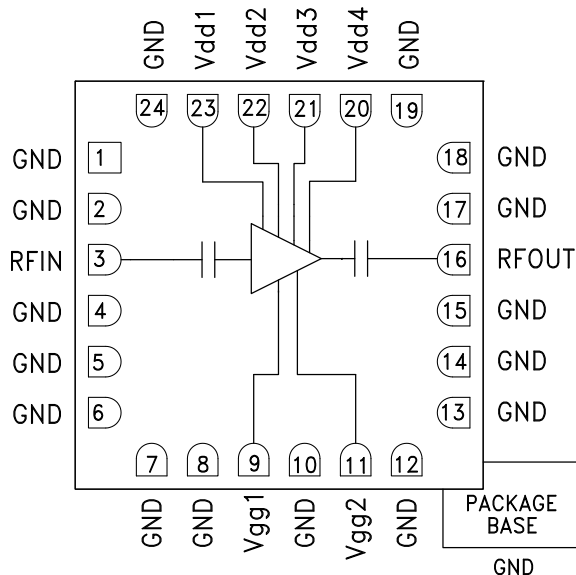 GND Vdd1 Vdd2 Vdd3 Vdd4 GND
24 23 22 21 20 19
GND 1 18 GND
GND 2 17 GND
RFIN 3 16 RFOUT
GND 4 15 GND
GND 5 14 GND
GND 6 13 GND
7 8 9 10 11 12
GND GND Vgg1 GND Vgg2 GND
PACKAGE
BASE
GND